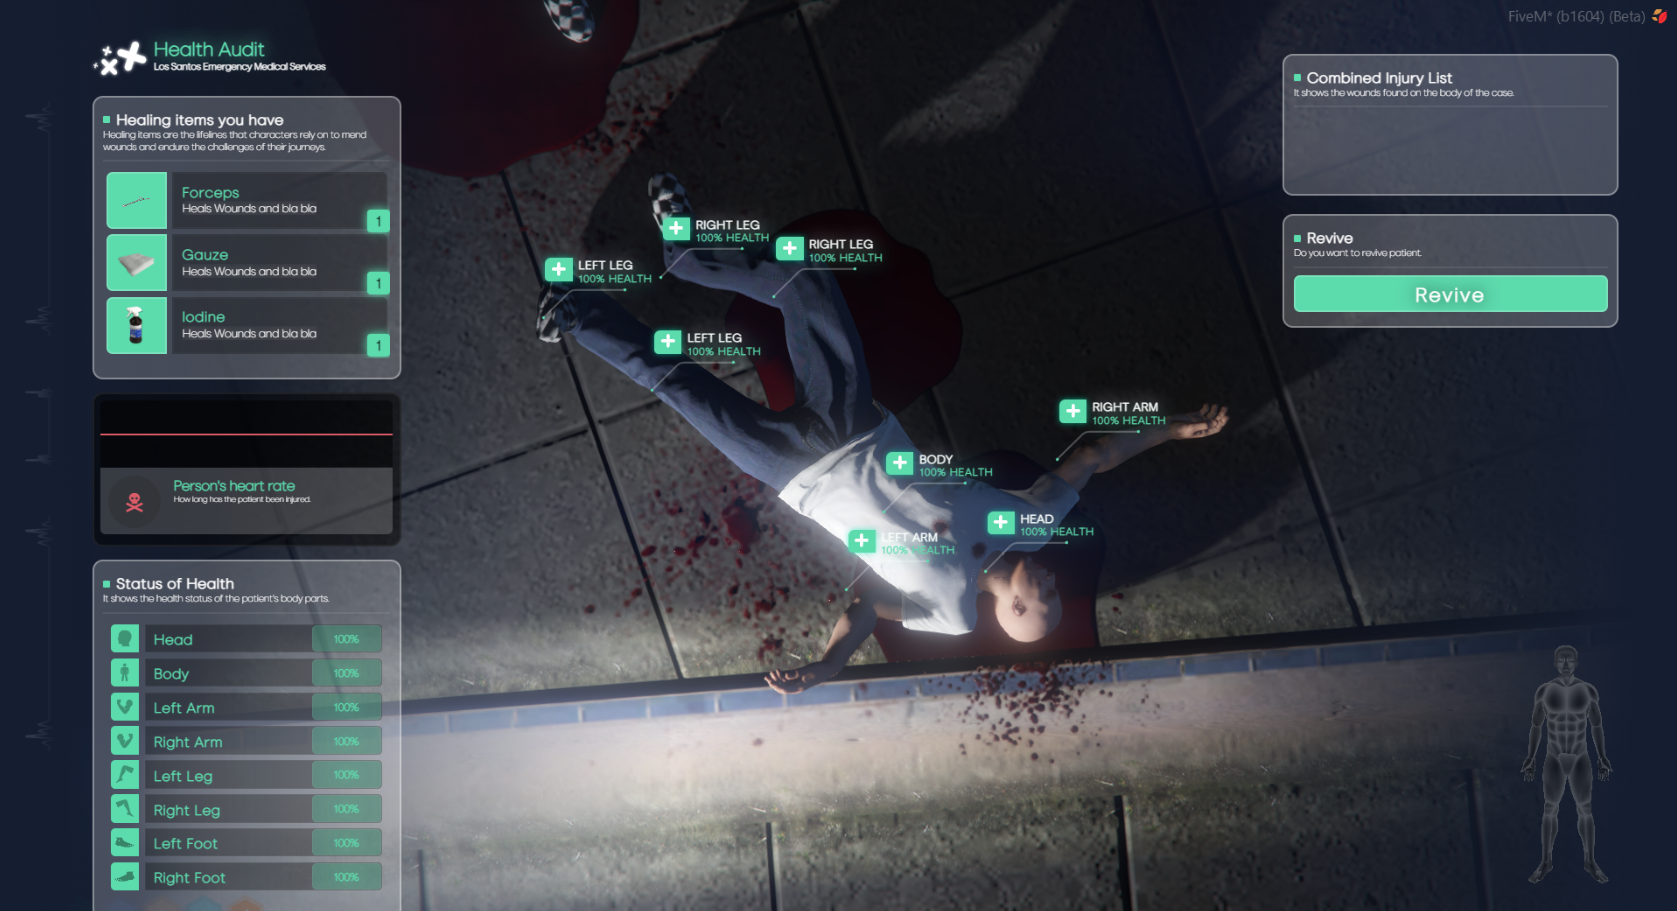 FiveM* (b1604) (Beta)
Health Audit
Los Santos Emergency Medical Services
Healing items you have
Healing items are the lifelines that characters rely on to mend
wounds and endure the challenges of their journeys.
Forceps
Heals Wounds and bla bla
1
Gauze
Heals Wounds and bla bla
1
Iodine
Heals Wounds and bla bla
1
Person's heart rate
How long has the patient been injured.
Status of Health
It shows the health status of the patient's body parts.
Head 100%
Body 100%
Left Arm 100%
Right Arm 100%
Left Leg 100%
Right Leg 100%
Left Foot 100%
Right Foot 100%
RIGHT LEG
100% HEALTH
RIGHT LEG
100% HEALTH
LEFT LEG
100% HEALTH
LEFT LEG
100% HEALTH
RIGHT ARM
100% HEALTH
BODY
100% HEALTH
HEAD
100% HEALTH
LEFT ARM
100% HEALTH
Combined Injury List
It shows the wounds found on the body of the case.
Revive
Do you want to revive patient.
Revive